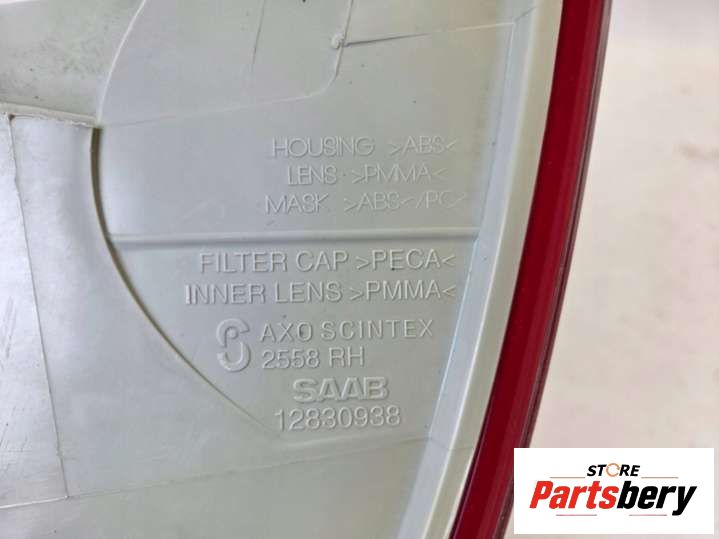 HOUSING >ABS<
LENS >PMMA<
MASK >ABS</PC>
FILTER CAP >PECA<
INNER LENS >PMMA<
AXO SCINTEX
2558 RH
SAAB
12830938
STORE
Partsbery